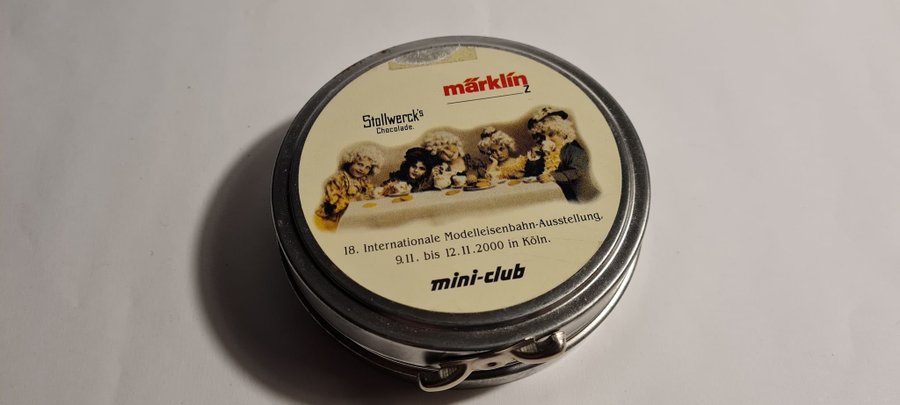 märklin
Z
Stollwerck's
Chocolade.
18. Internationale Modelleisenbahn-Ausstellung,
9.11. bis 12.11.2000 in Köln.
mini-club